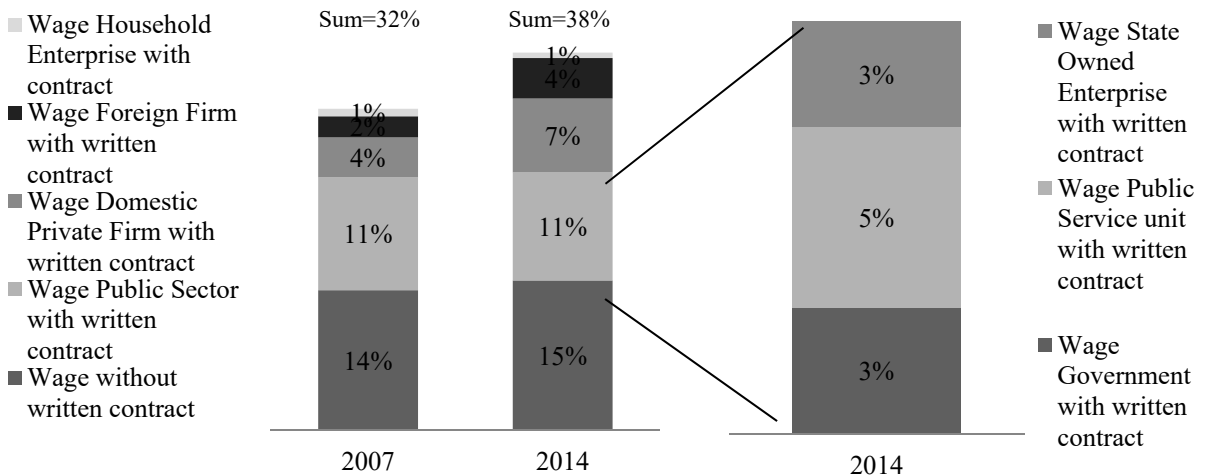 Wage Household
Enterprise with
contract
Wage Foreign Firm
with written
contract
Wage Domestic
Private Firm with
written contract
Wage Public Sector
with written
contract
Wage without
written contract
Sum=32%
1%
2%
4%
11%
14%
2007
Sum=38%
1%
4%
7%
11%
15%
2014
3%
5%
3%
2014
Wage State
Owned
Enterprise
with written
contract
Wage Public
Service unit
with written
contract
Wage
Government
with written
contract